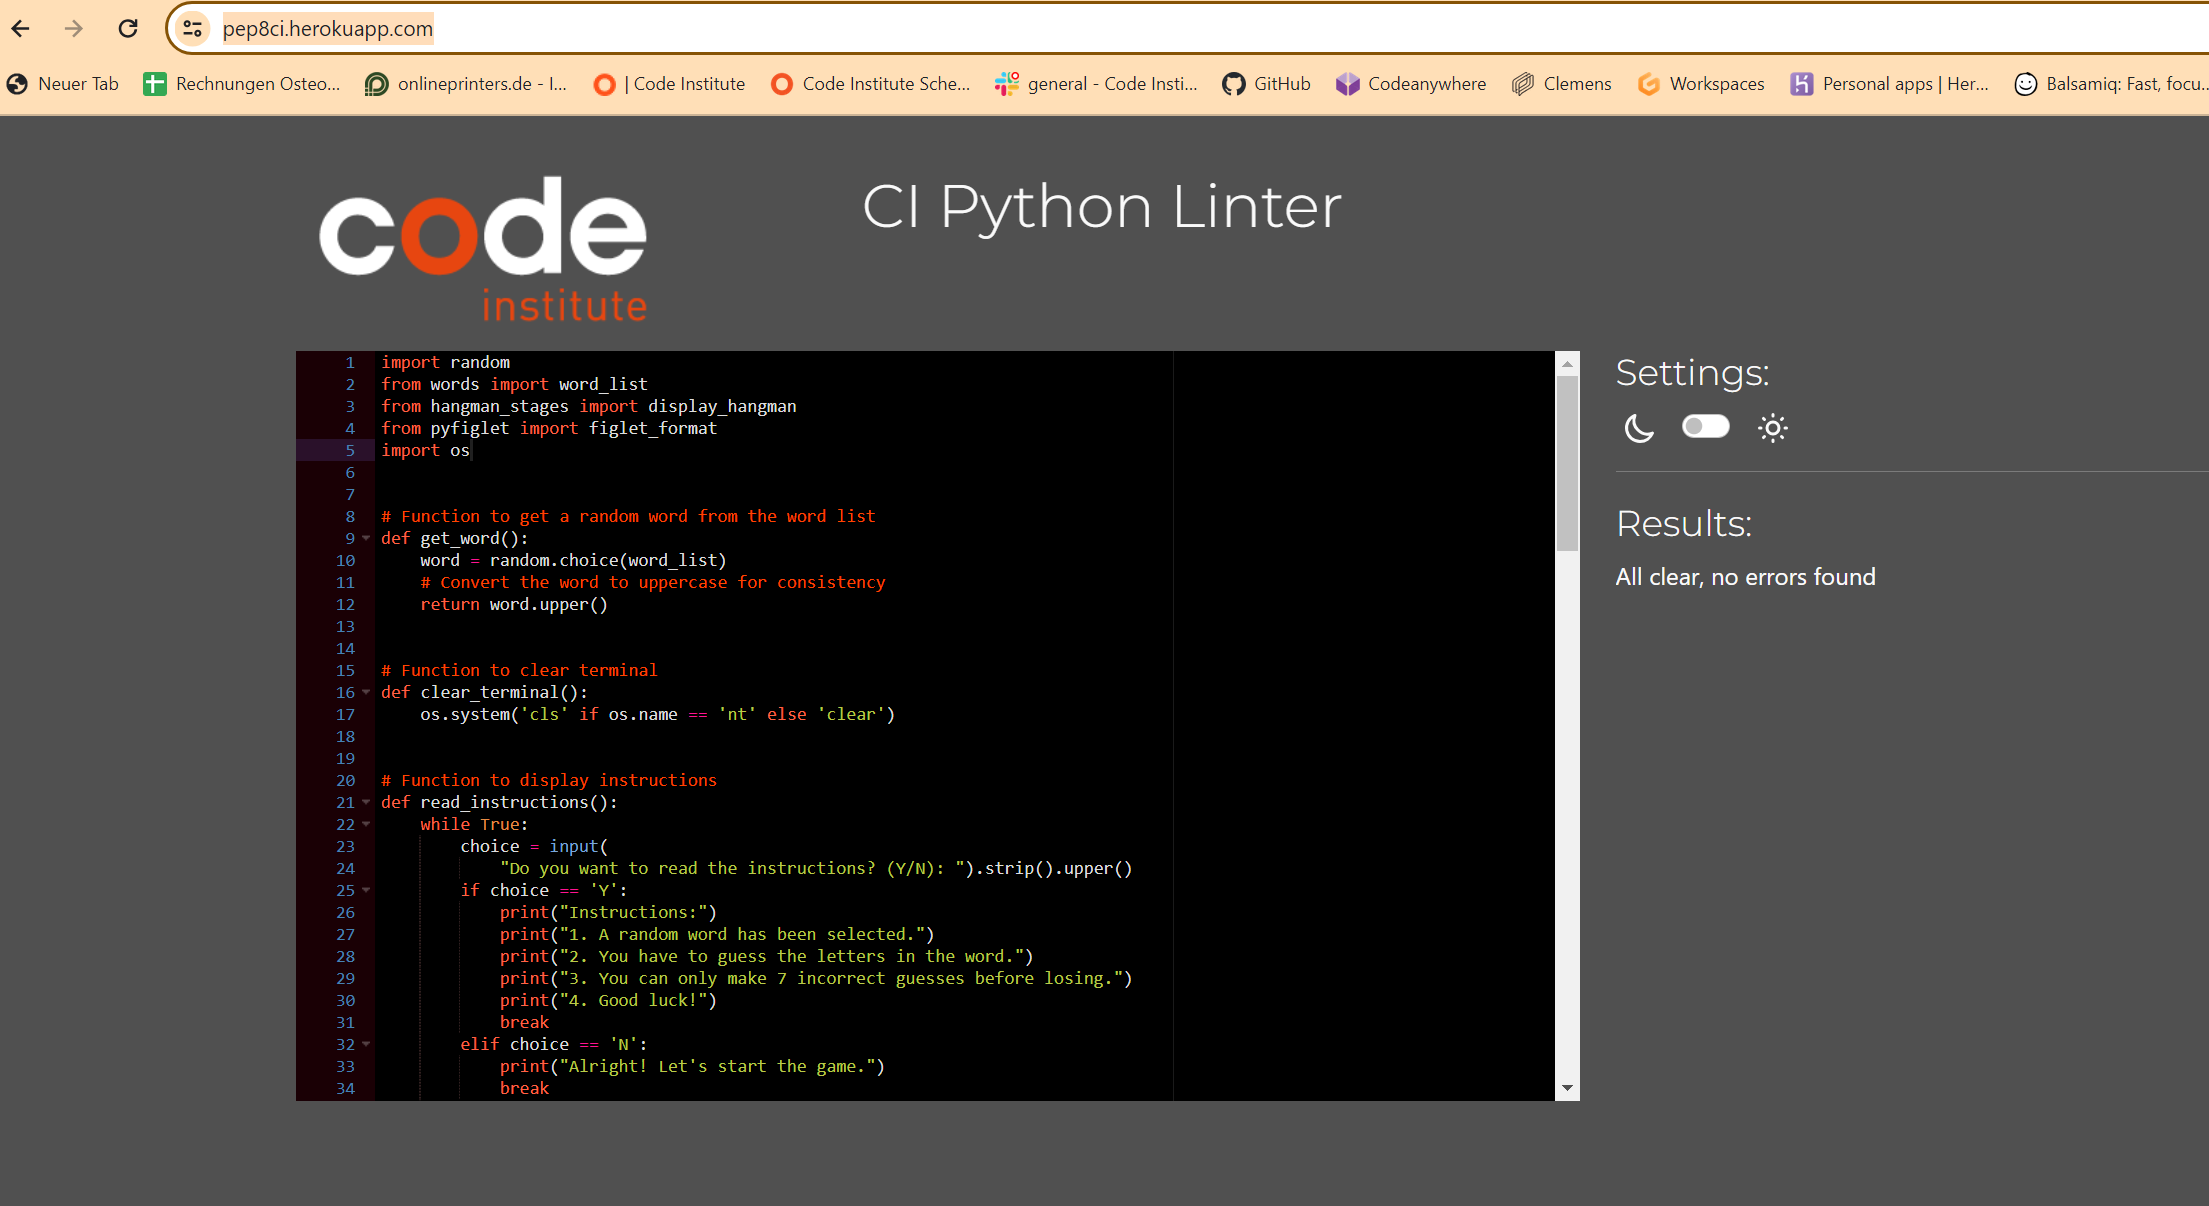 pep8ci.herokuapp.com
Neuer Tab Rechnungen Osteo... onlineprinters.de - I... | Code Institute Code Institute Sche... general - Code Insti... GitHub Codeanywhere Clemens Workspaces Personal apps | Her... Balsamiq: Fast, focu...
code
institute
CI Python Linter
1 import random
2 from words import word_list
3 from hangman_stages import display_hangman
4 from pyfiglet import figlet_format
5 import os
6
7
8 # Function to get a random word from the word list
9 def get_word():
10     word = random.choice(word_list)
11     # Convert the word to uppercase for consistency
12     return word.upper()
13
14
15 # Function to clear terminal
16 def clear_terminal():
17     os.system('cls' if os.name == 'nt' else 'clear')
18
19
20 # Function to display instructions
21 def read_instructions():
22     while True:
23         choice = input(
24             "Do you want to read the instructions? (Y/N): ").strip().upper()
25         if choice == 'Y':
26             print("Instructions:")
27             print("1. A random word has been selected.")
28             print("2. You have to guess the letters in the word.")
29             print("3. You can only make 7 incorrect guesses before losing.")
30             print("4. Good luck!")
31             break
32         elif choice == 'N':
33             print("Alright! Let's start the game.")
34             break
Settings:
Results:
All clear, no errors found